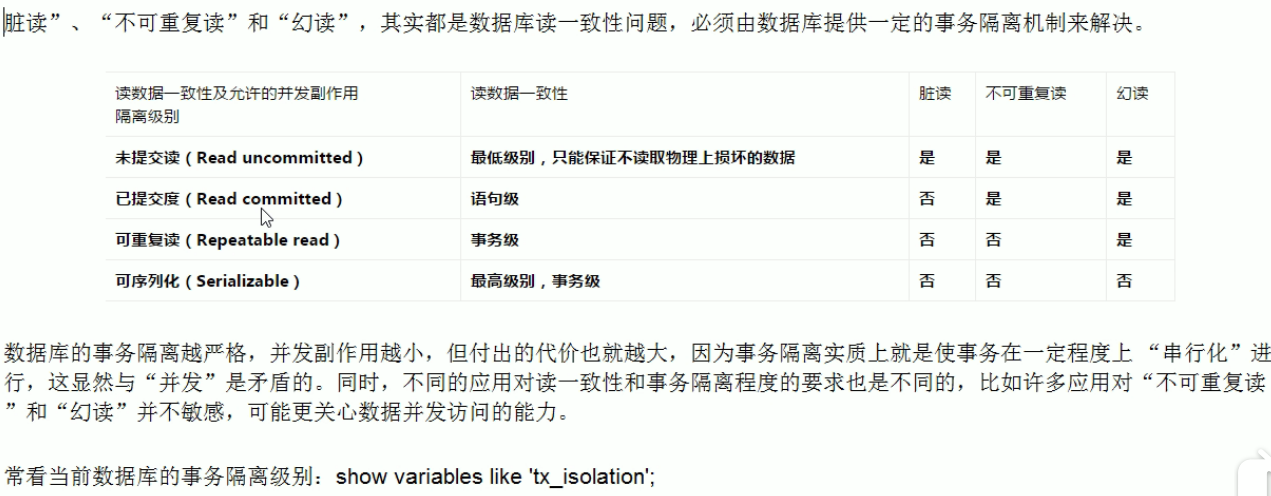 脏读”、“不可重复读”和“幻读”，其实都是数据库读一致性问题，必须由数据库提供一定的事务隔离机制来解决。
读数据一致性及允许的并发副作用 读数据一致性 脏读 不可重复读 幻读
隔离级别
未提交读（Read uncommitted） 最低级别，只能保证不读取物理上损坏的数据 是 是 是
已提交度（Read committed） 语句级 否 是 是
可重复读（Repeatable read） 事务级 否 否 是
可序列化（Serializable） 最高级别，事务级 否 否 否
数据库的事务隔离越严格，并发副作用越小，但付出的代价也就越大，因为事务隔离实质上就是使事务在一定程度上 “串行化”进
行，这显然与“并发”是矛盾的。同时，不同的应用对读一致性和事务隔离程度的要求也是不同的，比如许多应用对“不可重复读
”和“幻读”并不敏感，可能更关心数据并发访问的能力。
常看当前数据库的事务隔离级别：show variables like 'tx_isolation';